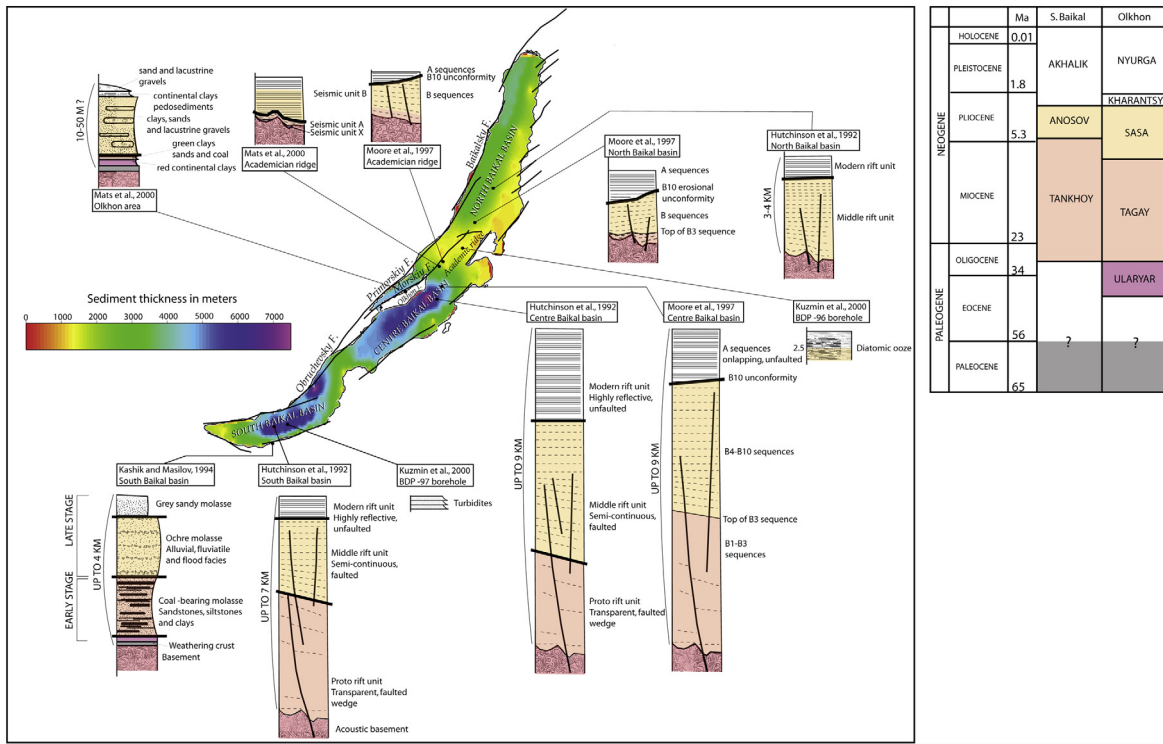 sand and lacustrine
gravels
continental clays
pedosediments
clays, sands
and lacustrine gravels
green clays
sands and coal
red continental clays
10-50 M ?
Mats et al., 2000
Olkhon area
Seismic unit B
Seismic unit A
Seismic unit X
Mats et al., 2000
Academician ridge
A sequences
B10 unconformity
B sequences
Moore et al., 1997
Academician ridge
Moore et al., 1997
North Baikal basin
A sequences
B10 erosional
unconformity
B sequences
Top of B3 sequence
Hutchinson et al., 1992
North Baikal basin
Modern rift unit
Middle rift unit
3-4 KM
Baikalsky F.
NORTH BAIKAL BASIN
Academic ridge
Primorskiy F.
Morskiy F.
Olkhon I.
CENTRE BAIKAL BASIN
Obruchevsky F.
SOUTH BAIKAL BASIN
Sediment thickness in meters
0 1000 2000 3000 4000 5000 6000 7000
Hutchinson et al., 1992
Centre Baikal basin
Modern rift unit
Highly reflective,
unfaulted
Middle rift unit
Semi-continuous,
faulted
Proto rift unit
Transparent, faulted
wedge
UP TO 9 KM
Moore et al., 1997
Centre Baikal basin
A sequences
onlapping, unfaulted
B10 unconformity
B4-B10 sequences
Top of B3 sequence
B1-B3
sequences
UP TO 9 KM
Kuzmin et al., 2000
BDP -96 borehole
2.5
Diatomic ooze
Kashik and Masilov, 1994
South Baikal basin
Grey sandy molasse
Ochre molasse
Alluvial, fluviatile
and flood facies
Coal -bearing molasse
Sandstones, siltstones
and clays
Weathering crust
Basement
LATE STAGE
EARLY STAGE
UP TO 4 KM
Hutchinson et al., 1992
South Baikal basin
Modern rift unit
Highly reflective,
unfaulted
Middle rift unit
Semi-continuous,
faulted
Proto rift unit
Transparent, faulted
wedge
Acoustic basement
UP TO 7 KM
Kuzmin et al., 2000
BDP -97 borehole
Turbidites
Ma S. Baikal Olkhon
NEOGENE
PALEOGENE
HOLOCENE 0.01
PLEISTOCENE 1.8
PLIOCENE 5.3
MIOCENE 23
OLIGOCENE 34
EOCENE 56
PALEOCENE 65
AKHALIK
ANOSOV
TANKHOY
?
NYURGA
KHARANTSY
SASA
TAGAY
ULARYAR
?